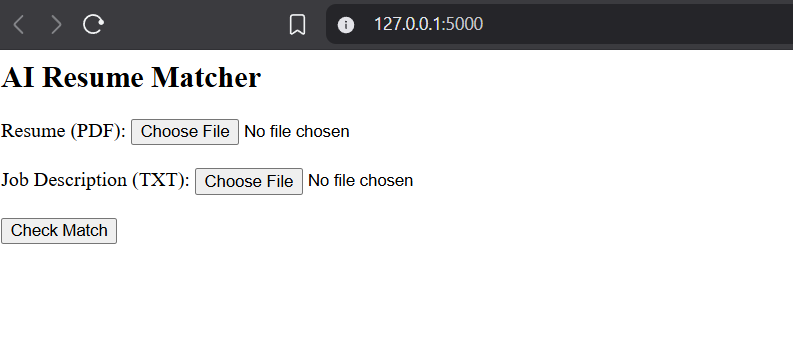 127.0.0.1:5000
AI Resume Matcher
Resume (PDF): Choose File No file chosen
Job Description (TXT): Choose File No file chosen
Check Match